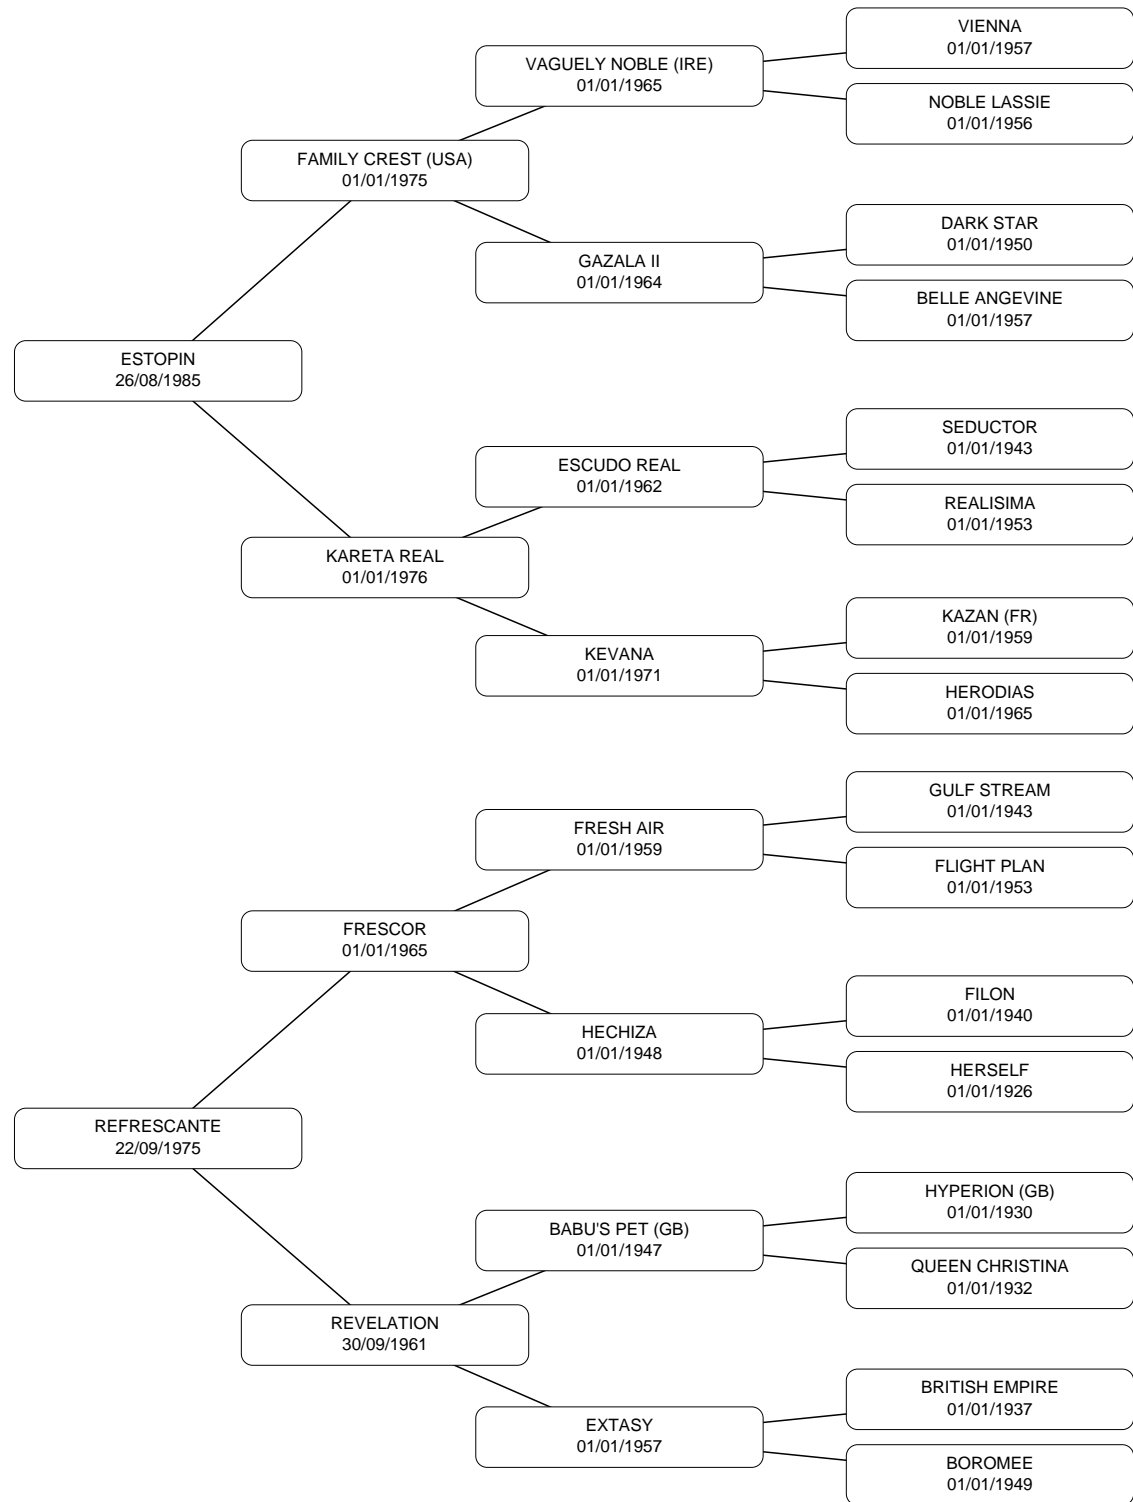 VIENNA
01/01/1957
VAGUELY NOBLE (IRE)
01/01/1965
NOBLE LASSIE
01/01/1956
FAMILY CREST (USA)
01/01/1975
DARK STAR
01/01/1950
GAZALA II
01/01/1964
BELLE ANGEVINE
01/01/1957
ESTOPIN
26/08/1985
SEDUCTOR
01/01/1943
ESCUDO REAL
01/01/1962
REALISIMA
01/01/1953
KARETA REAL
01/01/1976
KAZAN (FR)
01/01/1959
KEVANA
01/01/1971
HERODIAS
01/01/1965
GULF STREAM
01/01/1943
FRESH AIR
01/01/1959
FLIGHT PLAN
01/01/1953
FRESCOR
01/01/1965
FILON
01/01/1940
HECHIZA
01/01/1948
HERSELF
01/01/1926
REFRESCANTE
22/09/1975
HYPERION (GB)
01/01/1930
BABU'S PET (GB)
01/01/1947
QUEEN CHRISTINA
01/01/1932
REVELATION
30/09/1961
BRITISH EMPIRE
01/01/1937
EXTASY
01/01/1957
BOROMEE
01/01/1949